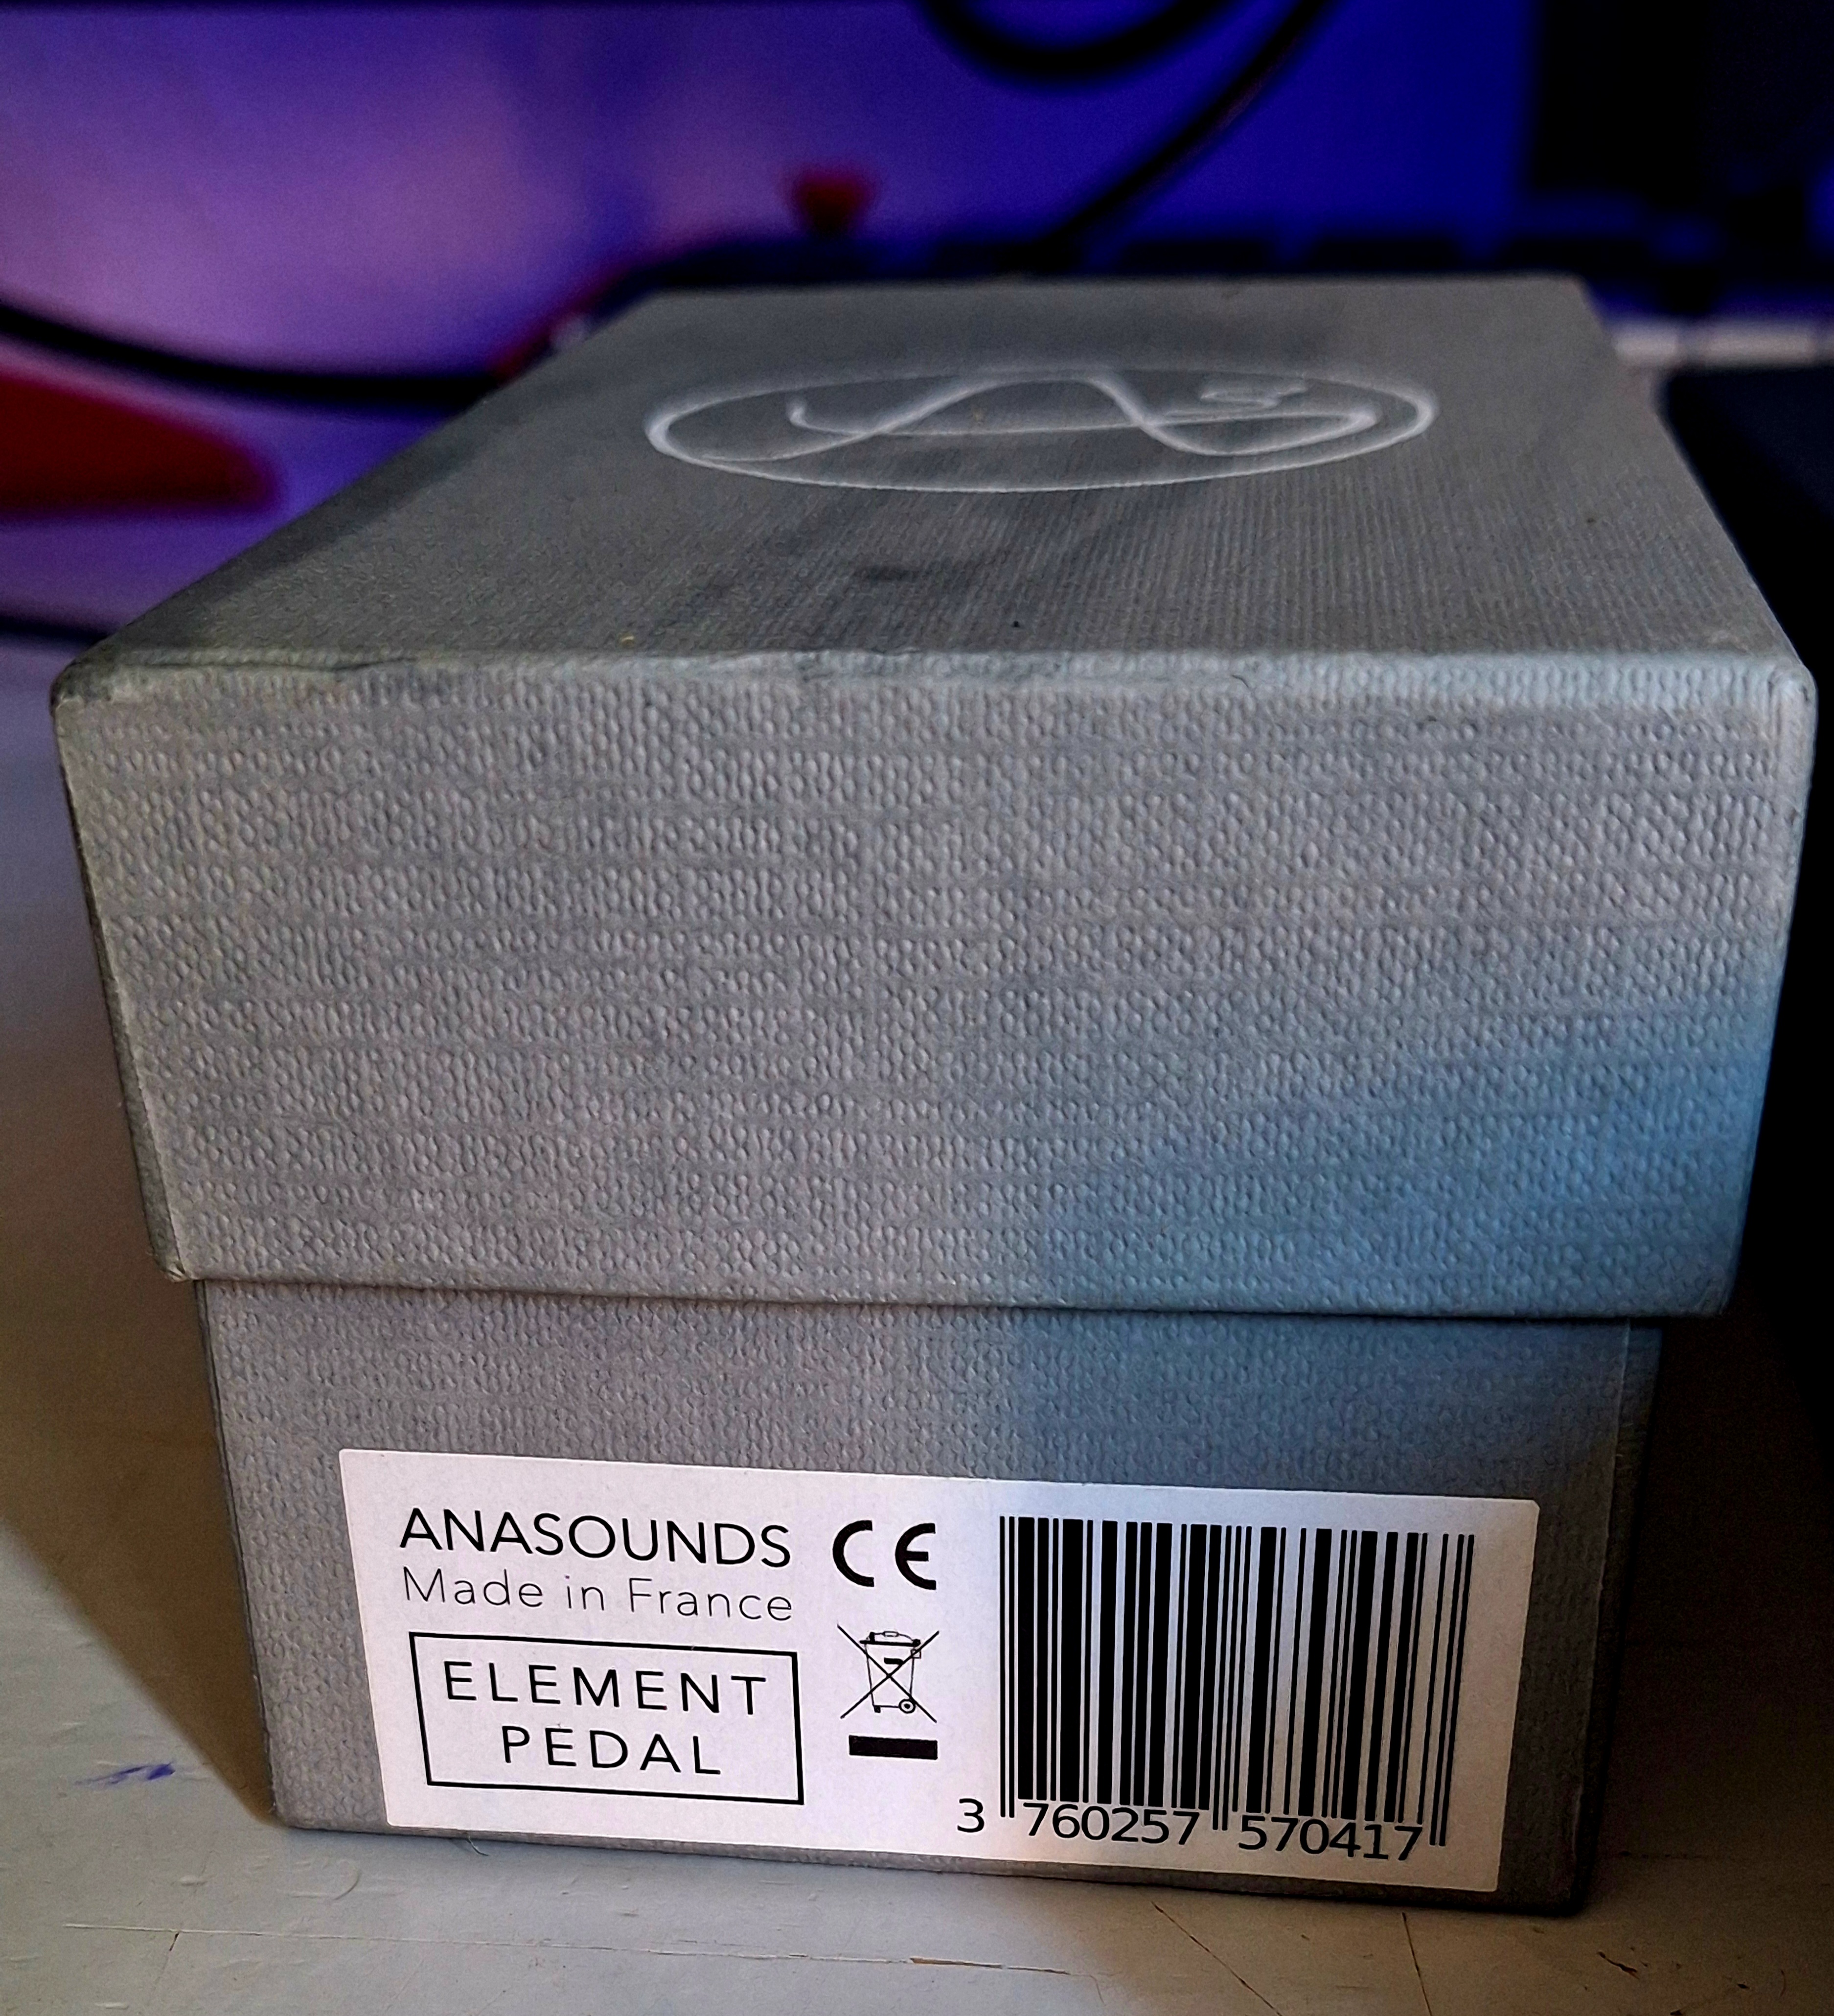 ANASOUNDS
Made in France
ELEMENT
PEDAL
CE
3 760257 570417